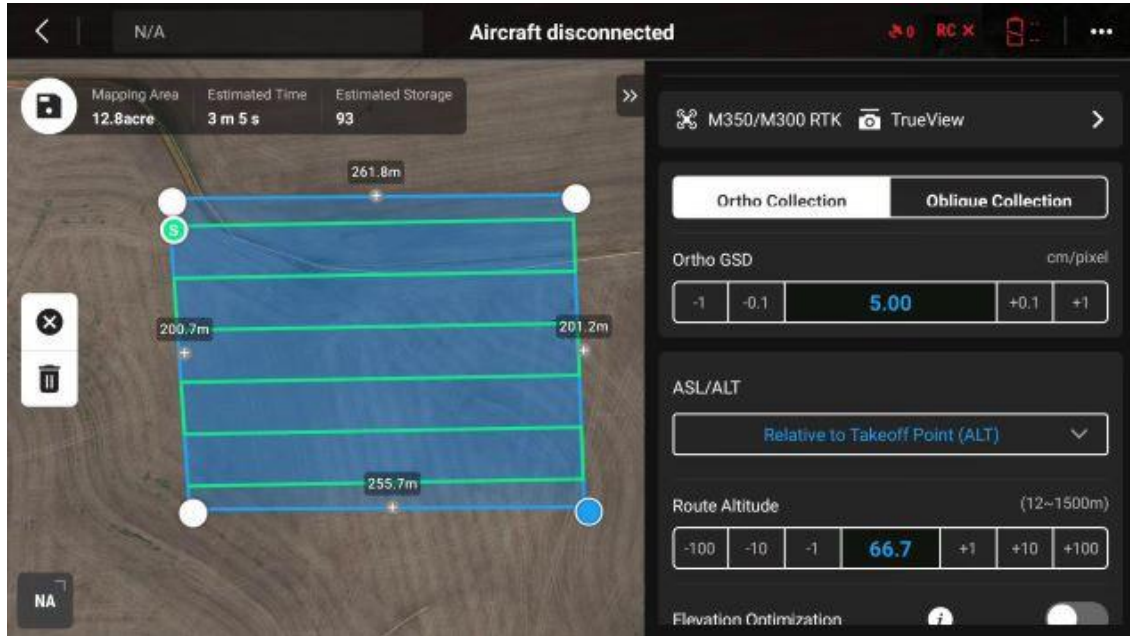 N/A
Aircraft disconnected
0 RC
Mapping Area Estimated Time Estimated Storage
12.8acre 3 m 5 s 93
261.8m
S
200.7m
201.2m
255.7m
NA
M350/M300 RTK TrueView
Ortho Collection Oblique Collection
Ortho GSD cm/pixel
-1 -0.1 5.00 +0.1 +1
ASL/ALT
Relative to Takeoff Point (ALT)
Route Altitude (12~1500m)
-100 -10 -1 66.7 +1 +10 +100
Elevation Optimization i